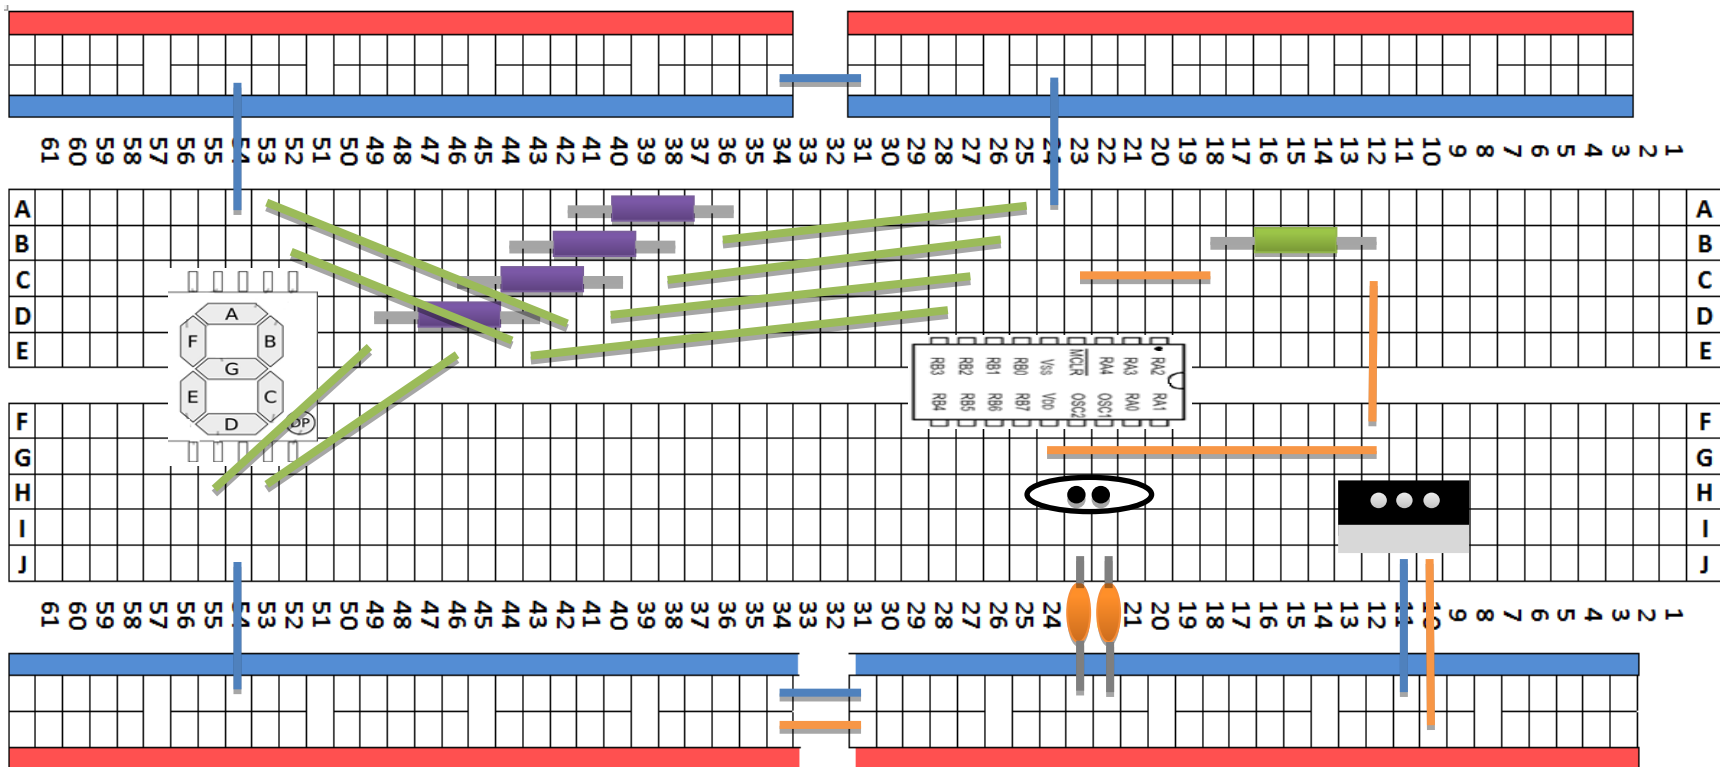 61 60 59 58 57 56 55 54 53 52 51 50 49 48 47 46 45 44 43 42 41 40 39 38 37 36 35 34 33 32 31 30 29 28 27 26 25 24 23 22 21 20 19 18 17 16 15 14 13 12 11 10 9 8 7 6 5 4 3 2 1
A A
B B
C C
D D
E E
A
F B
G
E C
D DP
RB3 RB2 RB1 RB0 Vss MCLR RA4 RA3 RA2
RB4 RB5 RB6 RB7 VDD OSC2 OSC1 RA0 RA1
F F
G G
H H
I I
J J
61 60 59 58 57 56 55 54 53 52 51 50 49 48 47 46 45 44 43 42 41 40 39 38 37 36 35 34 33 32 31 30 29 28 27 26 25 24 21 20 19 18 17 16 15 14 13 12 11 10 9 8 7 6 5 4 3 2 1